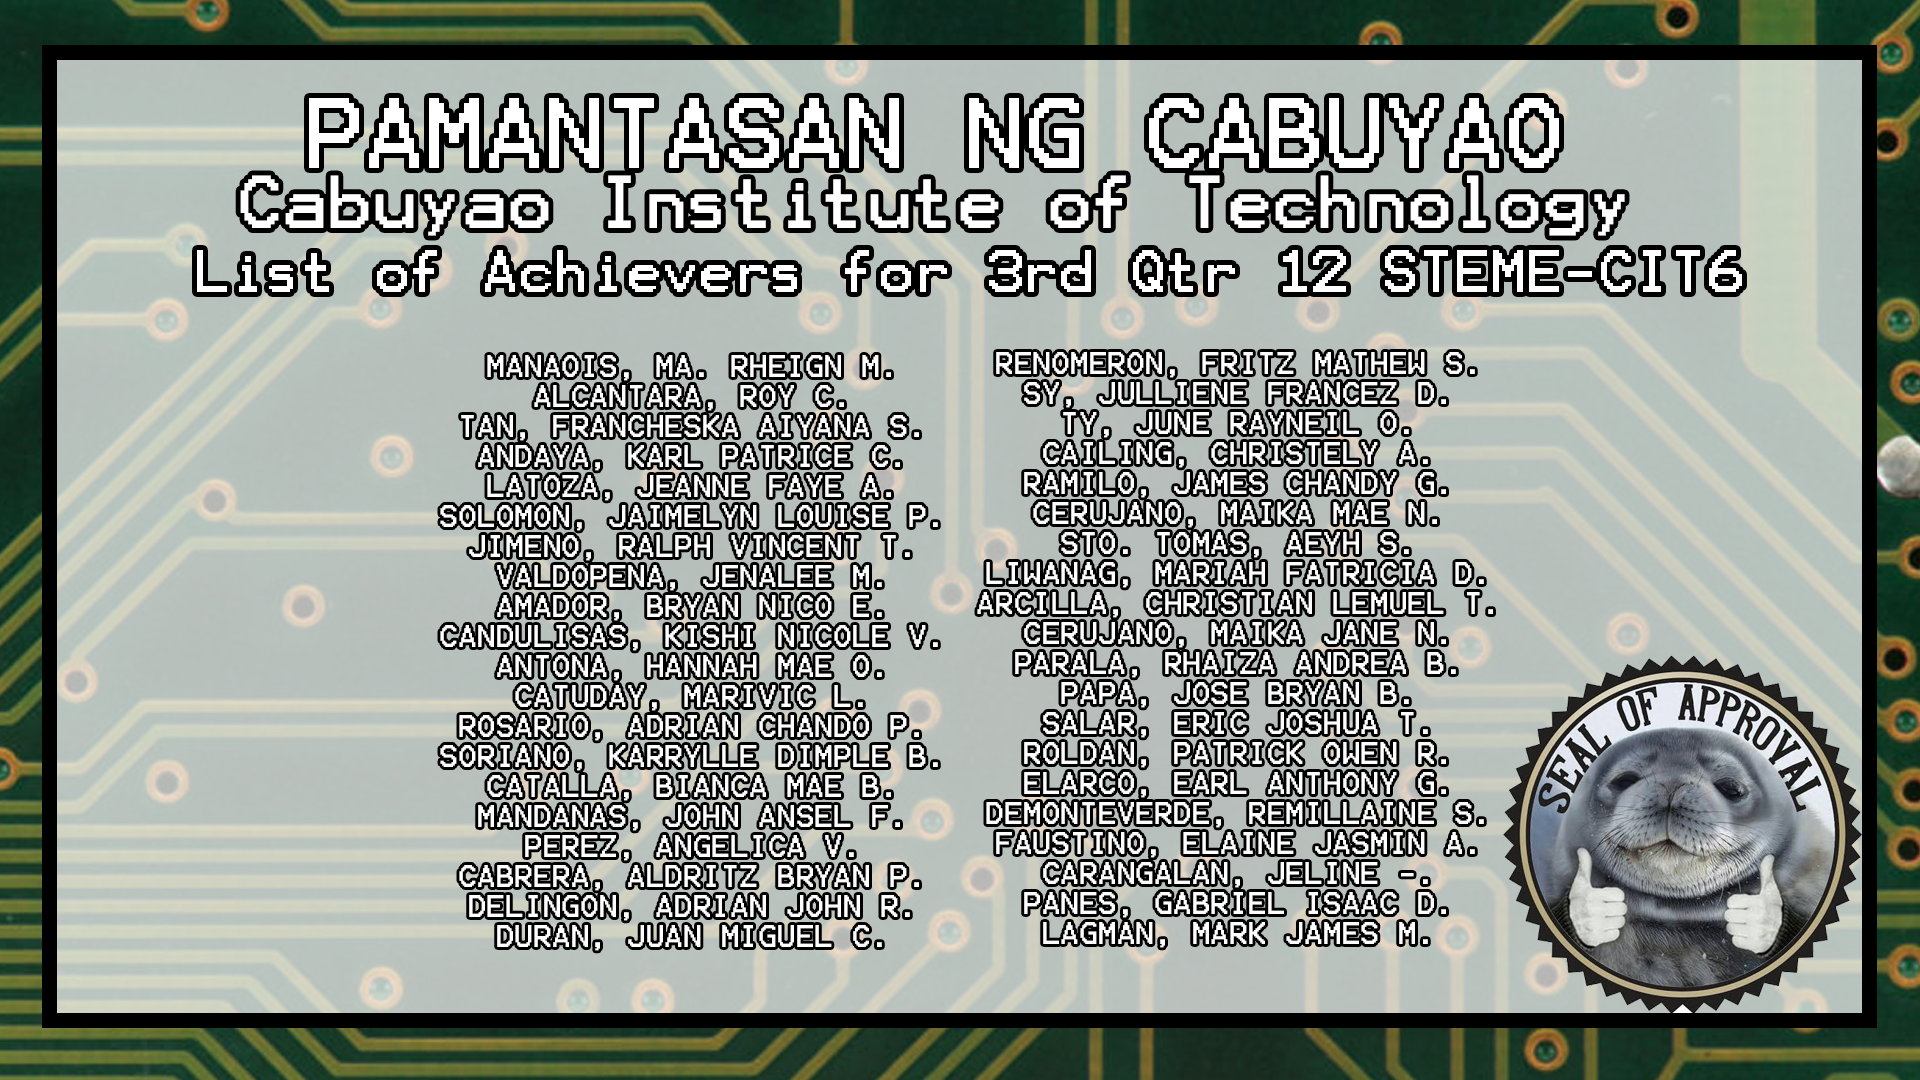 PAMANTASAN NG CABUYAO
Cabuyao Institute of Technology
List of Achievers for 3rd Qtr 12 STEME-CIT6
MANAOIS, MA. RHEIGN M.
ALCANTARA, ROY C.
TAN, FRANCHESKA AIYANA S.
ANDAYA, KARL PATRICE C.
LATOZA, JEANNE FAYE A.
SOLOMON, JAIMELYN LOUISE P.
JIMENO, RALPH VINCENT T.
VALDOPENA, JENALEE M.
AMADOR, BRYAN NICO E.
CANDULISAS, KISHI NICOLE V.
ANTONA, HANNAH MAE O.
CATUDAY, MARIVIC L.
ROSARIO, ADRIAN CHANDO P.
SORIANO, KARRYLLE DIMPLE B.
CATALLA, BIANCA MAE B.
MANDANAS, JOHN ANSEL F.
PEREZ, ANGELICA V.
CABRERA, ALDRITZ BRYAN P.
DELINGON, ADRIAN JOHN R.
DURAN, JUAN MIGUEL C.
RENOMERON, FRITZ MATHEW S.
SY, JULLIENE FRANCEZ D.
TY, JUNE RAYNEIL O.
CAILING, CHRISTELY A.
RAMILO, JAMES CHANDY G.
CERUJANO, MAIKA MAE N.
STO. TOMAS, AEYH S.
LIWANAG, MARIAH FATRICIA D.
ARCILLA, CHRISTIAN LEMUEL T.
CERUJANO, MAIKA JANE N.
PARALA, RHAIZA ANDREA B.
PAPA, JOSE BRYAN B.
SALAR, ERIC JOSHUA T.
ROLDAN, PATRICK OWEN R.
ELARCO, EARL ANTHONY G.
DEMONTEVERDE, REMILLAINE S.
FAUSTINO, ELAINE JASMIN A.
CARANGALAN, JELINE -.
PANES, GABRIEL ISAAC D.
LAGMAN, MARK JAMES M.
SEAL OF APPROVAL